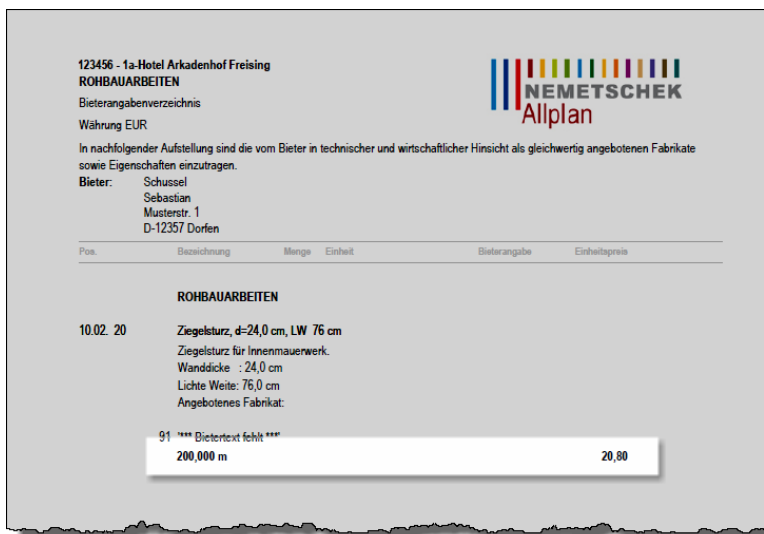 123456 - 1a-Hotel Arkadenhof Freising
ROHBAUARBEITEN
Bieterangabenverzeichnis
Währung EUR
NEMETSCHEK
Allplan
In nachfolgender Aufstellung sind die vom Bieter in technischer und wirtschaftlicher Hinsicht als gleichwertig angebotenen Fabrikate
sowie Eigenschaften einzutragen.
Bieter: Schussel
Sebastian
Musterstr. 1
D-12357 Dorfen
Pos. Bezeichnung Menge Einheit Bieterangabe Einheitspreis
ROHBAUARBEITEN
10.02. 20 Ziegelsturz, d=24,0 cm, LW 76 cm
Ziegelsturz für Innenmauerwerk.
Wanddicke : 24,0 cm
Lichte Weite: 76,0 cm
Angebotenes Fabrikat:
91 '*** Bietertext fehlt ***'
200,000 m 20,80